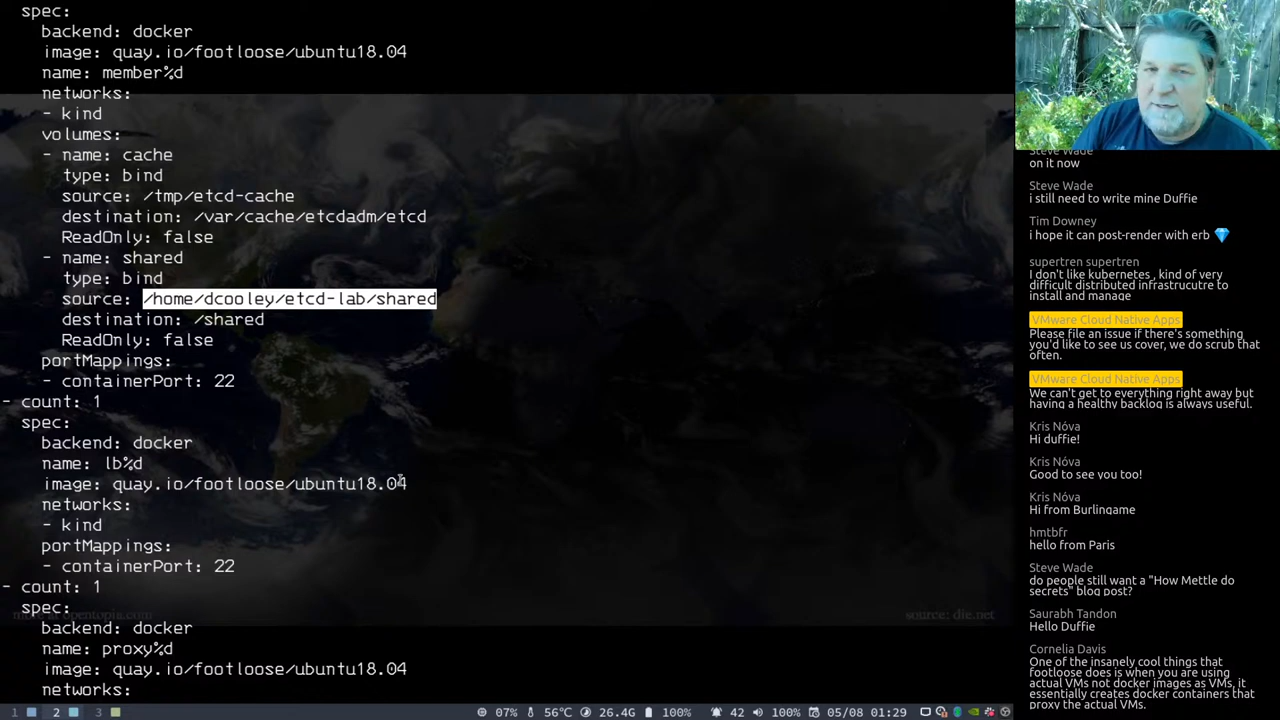 spec:
backend: docker
image: quay.io/footloose/ubuntu18.04
name: member%d
networks:
- kind
volumes:
- name: cache
type: bind
source: /tmp/etcd-cache
destination: /var/cache/etcdadm/etcd
ReadOnly: false
- name: shared
type: bind
source: /home/dcooley/etcd-lab/shared
destination: /shared
ReadOnly: false
portMappings:
- containerPort: 22
- count: 1
spec:
backend: docker
name: lb%d
image: quay.io/footloose/ubuntu18.04
networks:
- kind
portMappings:
- containerPort: 22
- count: 1
spec:
more at opentopia.com
source: die.net
backend: docker
name: proxy%d
image: quay.io/footloose/ubuntu18.04
networks:
1 2 3
07% 56°C 26.4G 100% 42 100% 05/08 01:29
Steve Wade
on it now
Steve Wade
i still need to write mine Duffie
Tim Downey
i hope it can post-render with erb
supertren supertren
I don't like kubernetes , kind of very
difficult distributed infrastrucutre to
install and manage
VMware Cloud Native Apps
Please file an issue if there's something
you'd like to see us cover, we do scrub that
often.
VMware Cloud Native Apps
We can't get to everything right away but
having a healthy backlog is always useful.
Kris Nóva
Hi duffie!
Kris Nóva
Good to see you too!
Kris Nóva
Hi from Burlingame
hmtbfr
hello from Paris
Steve Wade
do people still want a "How Mettle do
secrets" blog post?
Saurabh Tandon
Hello Duffie
Cornelia Davis
One of the insanely cool things that
footloose does is when you are using
actual VMs not docker images as VMs, it
essentially creates docker containers that
proxy the actual VMs.